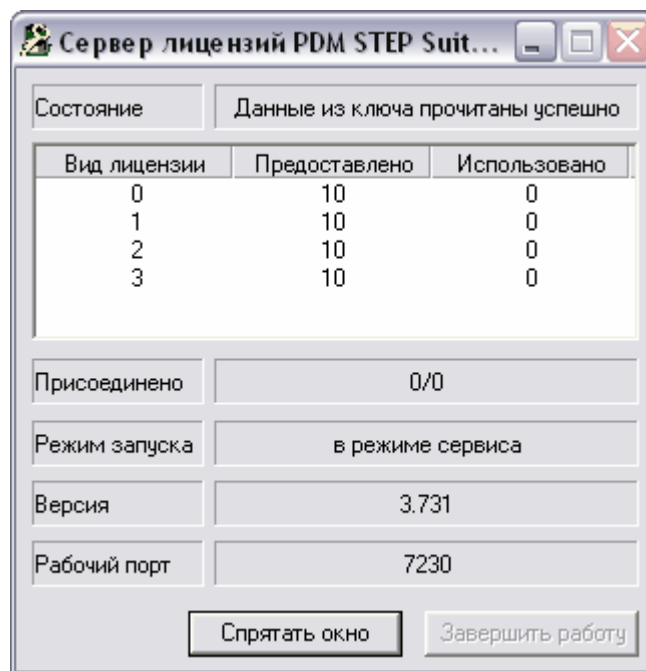 Сервер лицензий PDM STEP Suit...
Состояние Данные из ключа прочитаны успешно
Вид лицензии Предоставлено Использовано
0 10 0
1 10 0
2 10 0
3 10 0
Присоединено 0/0
Режим запуска в режиме сервиса
Версия 3.731
Рабочий порт 7230
Спрятать окно Завершить работу